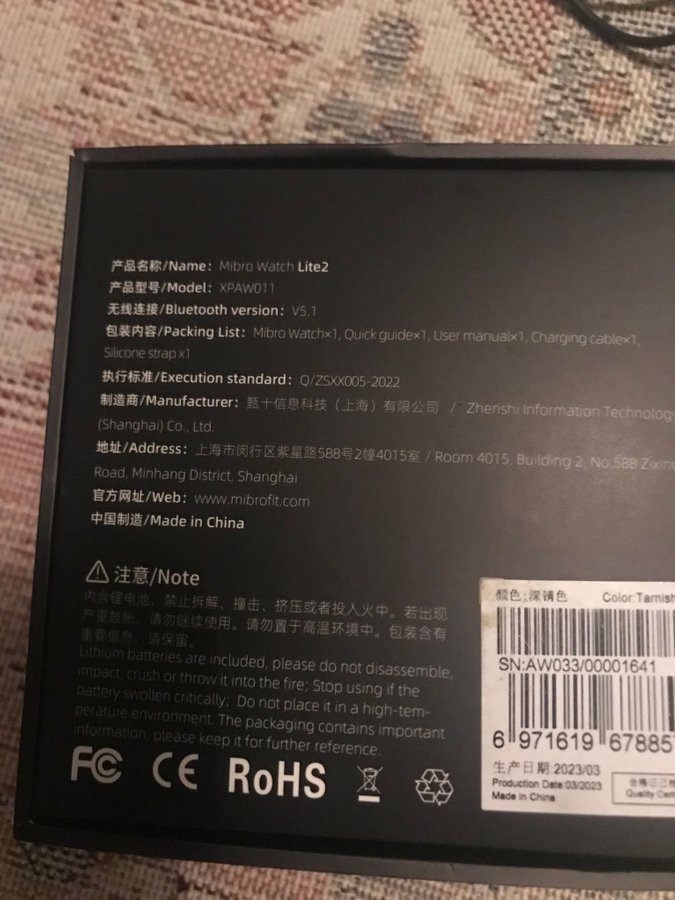 产品名称/Name: Mibro Watch Lite2
产品型号/Model: XPAW011
无线连接/Bluetooth version: V5.1
包装内容/Packing List: Mibro Watch×1, Quick guide×1, User manual×1, Charging cable×1,
Silicone strap x1
执行标准/Execution standard: Q/ZSXX005-2022
制造商/Manufacturer: 甄十信息科技（上海）有限公司 / Zhenshi Information Technology
(Shanghai) Co., Ltd.
地址/Address: 上海市闵行区紫星路588号2幢4015室 / Room 4015, Building 2, No.588
Road, Minhang District, Shanghai
官方网址/Web: www.mibrofit.com
中国制造/Made in China
注意/Note
内含锂电池，禁止拆解、撞击、挤压或者投入火中。若出现
严重鼓胀，请勿继续使用。请勿置于高温环境中。包装含有
重要信息，请保留。
Lithium batteries are included, please do not disassemble,
impact, crush or throw it into the fire; Stop using if the
battery swollen critically; Do not place it in a high-tem-
perature environment. The packaging contains important
information, please keep it for further reference.
FC CE RoHS
颜色:深锖色 Color:Tarnish
SN:AW033/00001641
6 971619 67885
生产日期:2023/03
Production Date:03/2023
Made in China
合格证已
Quality